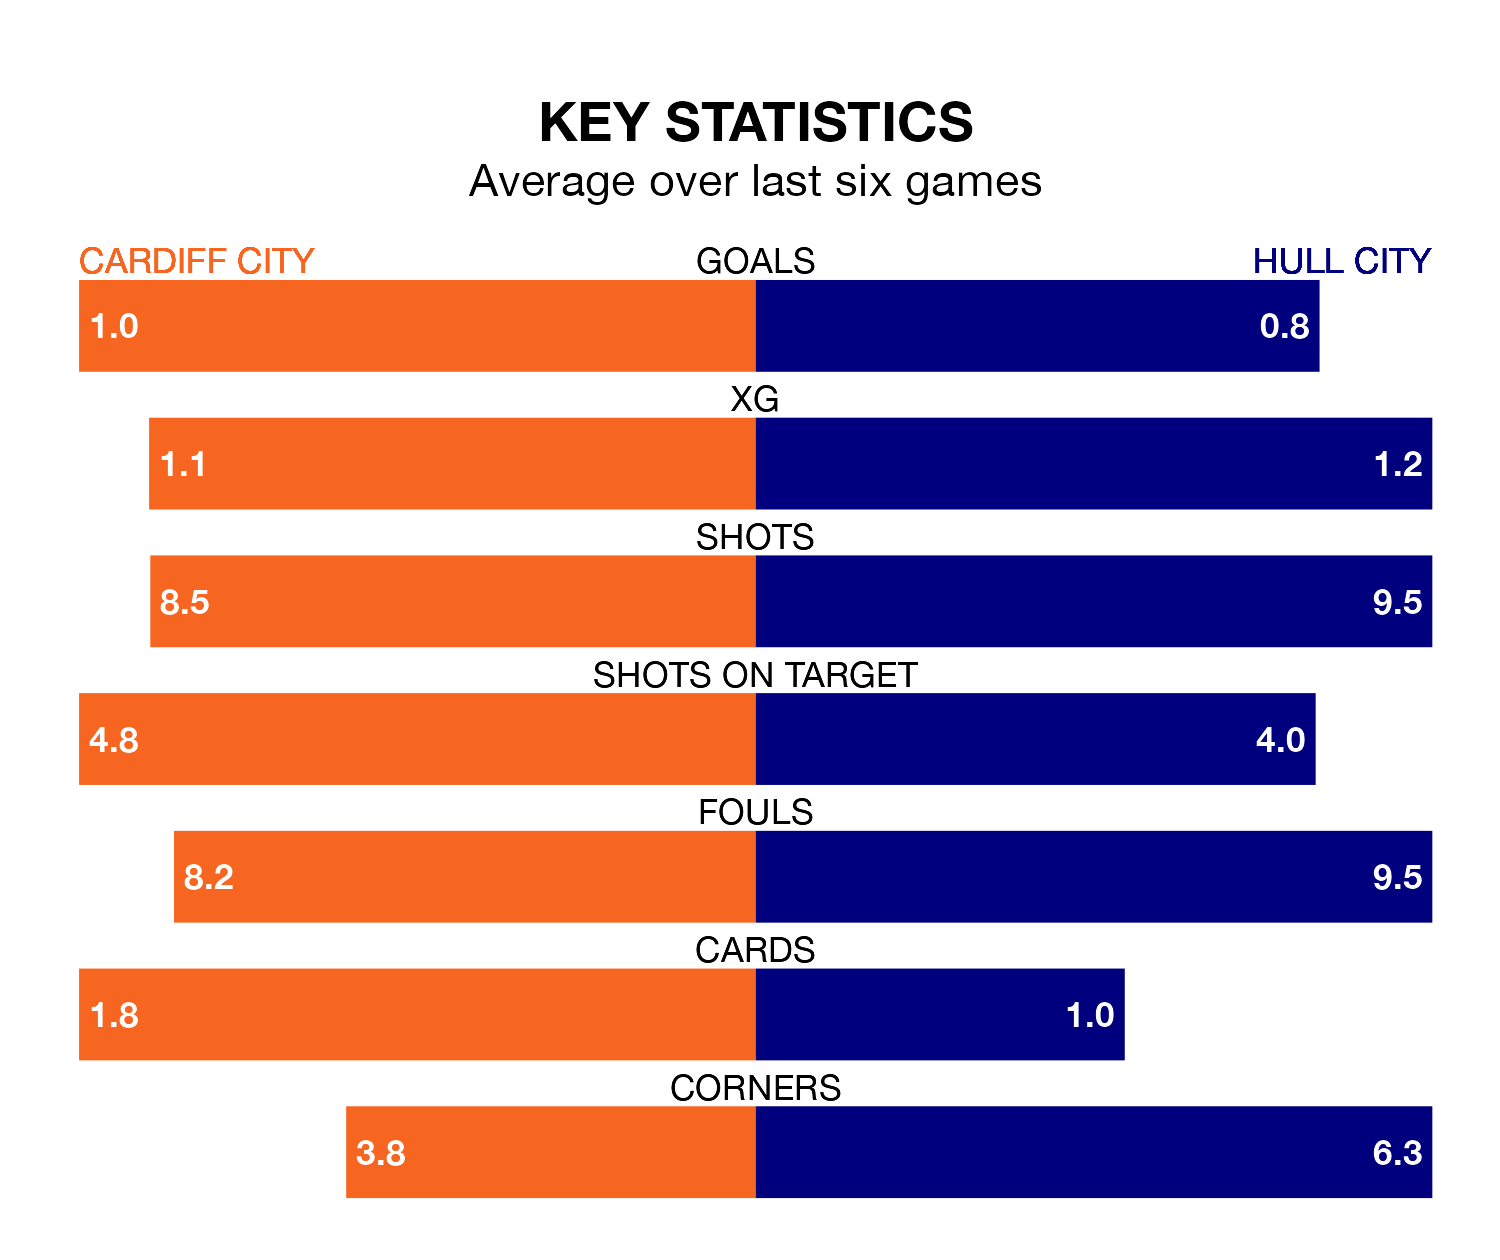 KEY STATISTICS
Average over last six games
CARDIFF CITY GOALS HULL CITY
1.0 0.8
XG
1.1 1.2
SHOTS
8.5 9.5
SHOTS ON TARGET
4.8 4.0
FOULS
8.2 9.5
CARDS
1.8 1.0
CORNERS
3.8 6.3